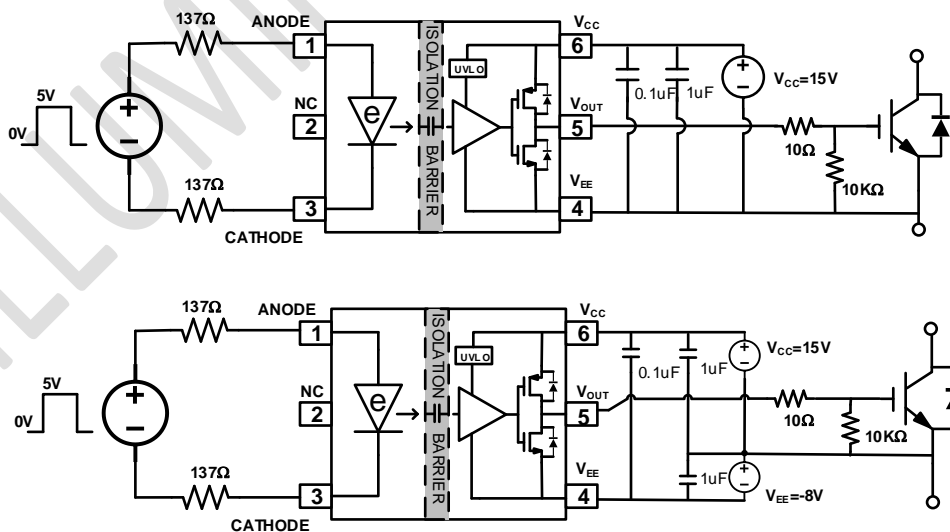 137Ω
ANODE
5V
0V
NC
137Ω
CATHODE
1
2
3
e
ISOLATION
BARRIER
UVLO
VCC
6
VOUT
5
VEE
4
0.1uF
1uF
VCC=15V
10Ω
10KΩ
137Ω
ANODE
5V
0V
NC
137Ω
CATHODE
1
2
3
e
ISOLATION
BARRIER
UVLO
VCC
6
VOUT
5
VEE
4
0.1uF
1uF
1uF
VCC=15V
VEE=-8V
10Ω
10KΩ